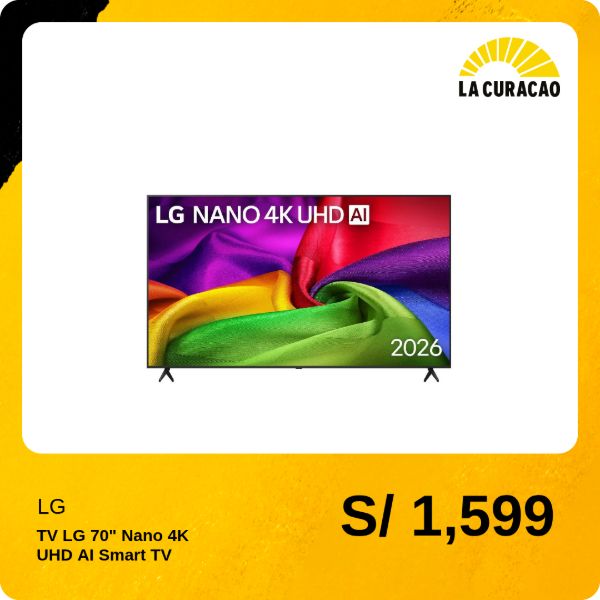 LA CURACAO
LG NANO 4K UHD AI
2026
LG
TV LG 70" Nano 4K
UHD AI Smart TV
S/ 1,599